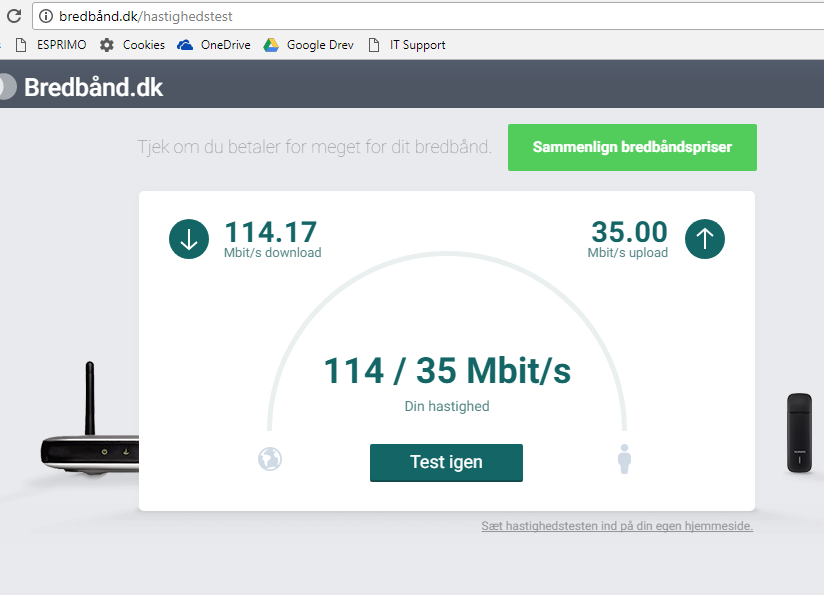 bredbånd.dk/hastighedstest
ESPRIMO Cookies OneDrive Google Drev IT Support
Bredbånd.dk
Tjek om du betaler for meget for dit bredbånd. Sammenlign bredbåndspriser
114.17 35.00
Mbit/s download Mbit/s upload
114 / 35 Mbit/s
Din hastighed
Test igen
Sæt hastighedstesten ind på din egen hjemmeside.